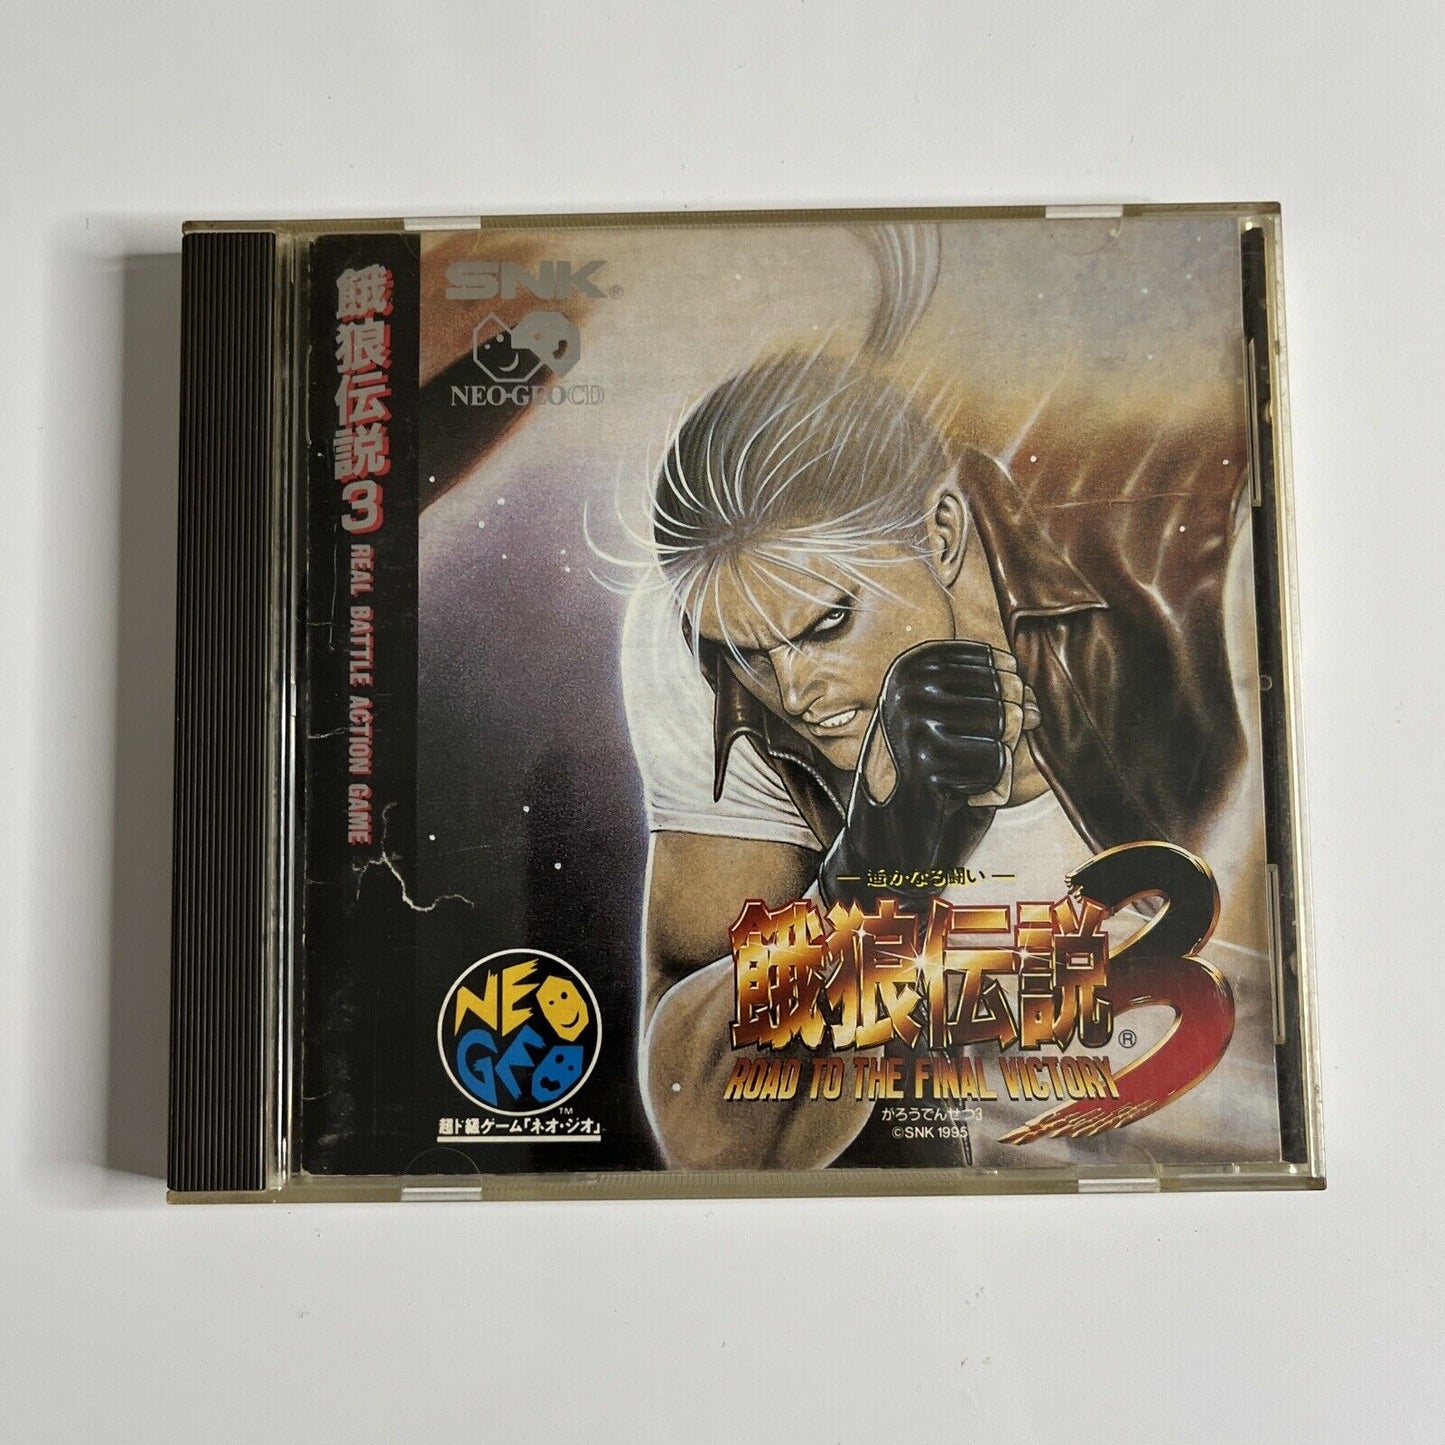 餓狼伝説3 REAL BATTLE ACTION GAME
SNK®
NEO·GEO CD
— 遥かなる闘い —
餓狼伝説3®
ROAD TO THE FINAL VICTORY
がろうでんせつ3
©SNK 1995
NEO
GEO
™
超ド級ゲーム「ネオ・ジオ」